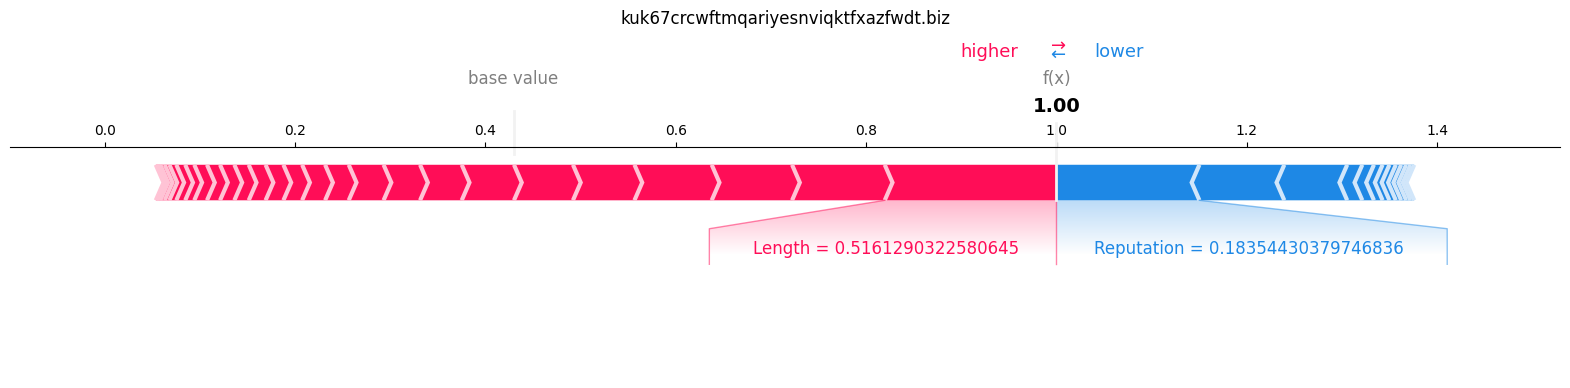 kuk67crcwftmqariyesnviqktfxazfwdt.biz
higher → ← lower
base value f(x)
1.00
0.0 0.2 0.4 0.6 0.8 1.0 1.2 1.4
Length = 0.5161290322580645 Reputation = 0.18354430379746836